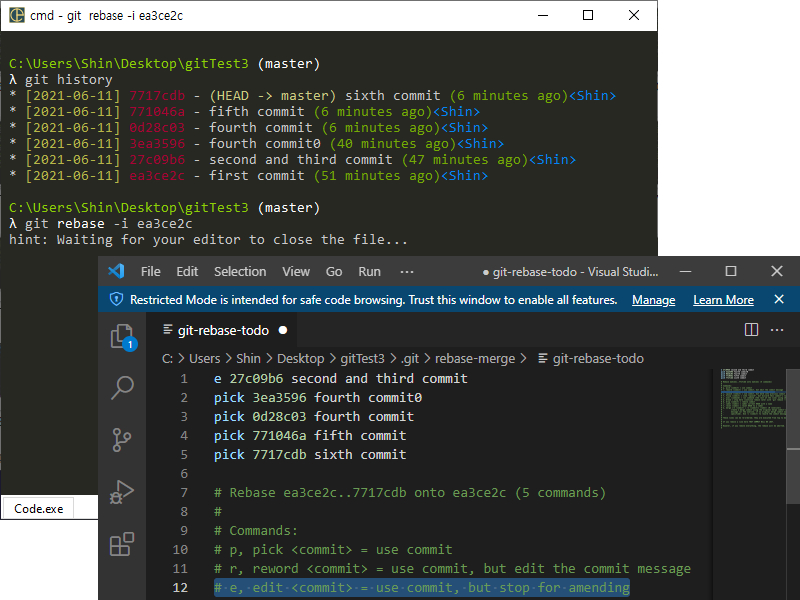 cmd - git rebase -i ea3ce2c
C:\Users\Shin\Desktop\gitTest3 (master)
λ git history
* [2021-06-11] 7717cdb - (HEAD -> master) sixth commit (6 minutes ago)<Shin>
* [2021-06-11] 771046a - fifth commit (6 minutes ago)<Shin>
* [2021-06-11] 0d28c03 - fourth commit (6 minutes ago)<Shin>
* [2021-06-11] 3ea3596 - fourth commit0 (40 minutes ago)<Shin>
* [2021-06-11] 27c09b6 - second and third commit (47 minutes ago)<Shin>
* [2021-06-11] ea3ce2c - first commit (51 minutes ago)<Shin>
C:\Users\Shin\Desktop\gitTest3 (master)
λ git rebase -i ea3ce2c
hint: Waiting for your editor to close the file...
Code.exe
File Edit Selection View Go Run ··· ● git-rebase-todo - Visual Studi...
Restricted Mode is intended for safe code browsing. Trust this window to enable all features. Manage Learn More
1
git-rebase-todo ●
C: > Users > Shin > Desktop > gitTest3 > .git > rebase-merge > git-rebase-todo
1 e 27c09b6 second and third commit
2 pick 3ea3596 fourth commit0
3 pick 0d28c03 fourth commit
4 pick 771046a fifth commit
5 pick 7717cdb sixth commit
6
7 # Rebase ea3ce2c..7717cdb onto ea3ce2c (5 commands)
8 #
9 # Commands:
10 # p, pick <commit> = use commit
11 # r, reword <commit> = use commit, but edit the commit message
12 # e, edit <commit> = use commit, but stop for amending